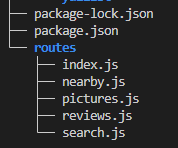 package-lock.json
package.json
routes
index.js
nearby.js
pictures.js
reviews.js
search.js